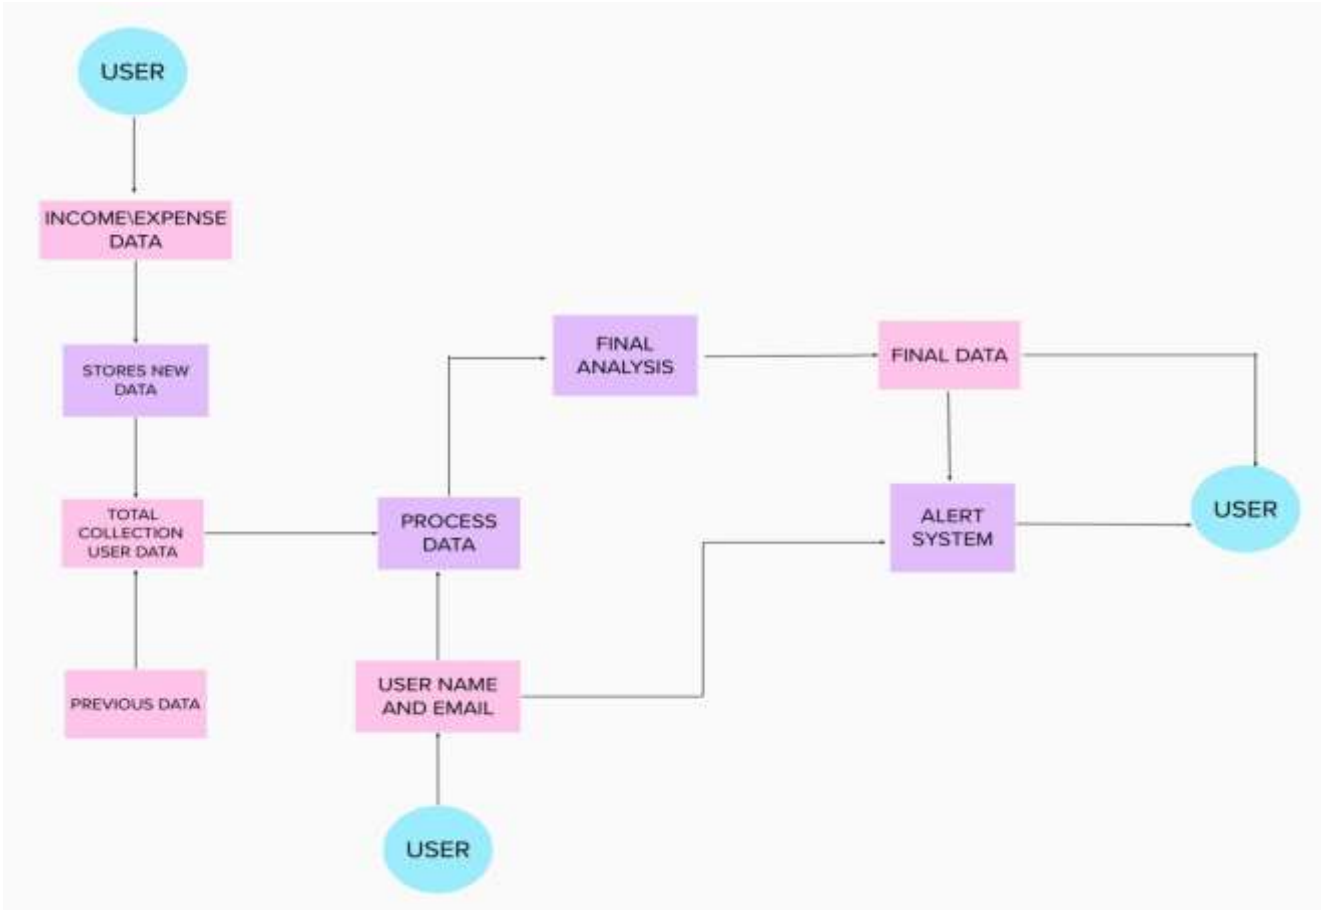 USER
INCOME\EXPENSE
DATA
STORES NEW
DATA
TOTAL
COLLECTION
USER DATA
PREVIOUS DATA
PROCESS
DATA
USER NAME
AND EMAIL
USER
FINAL
ANALYSIS
FINAL DATA
ALERT
SYSTEM
USER